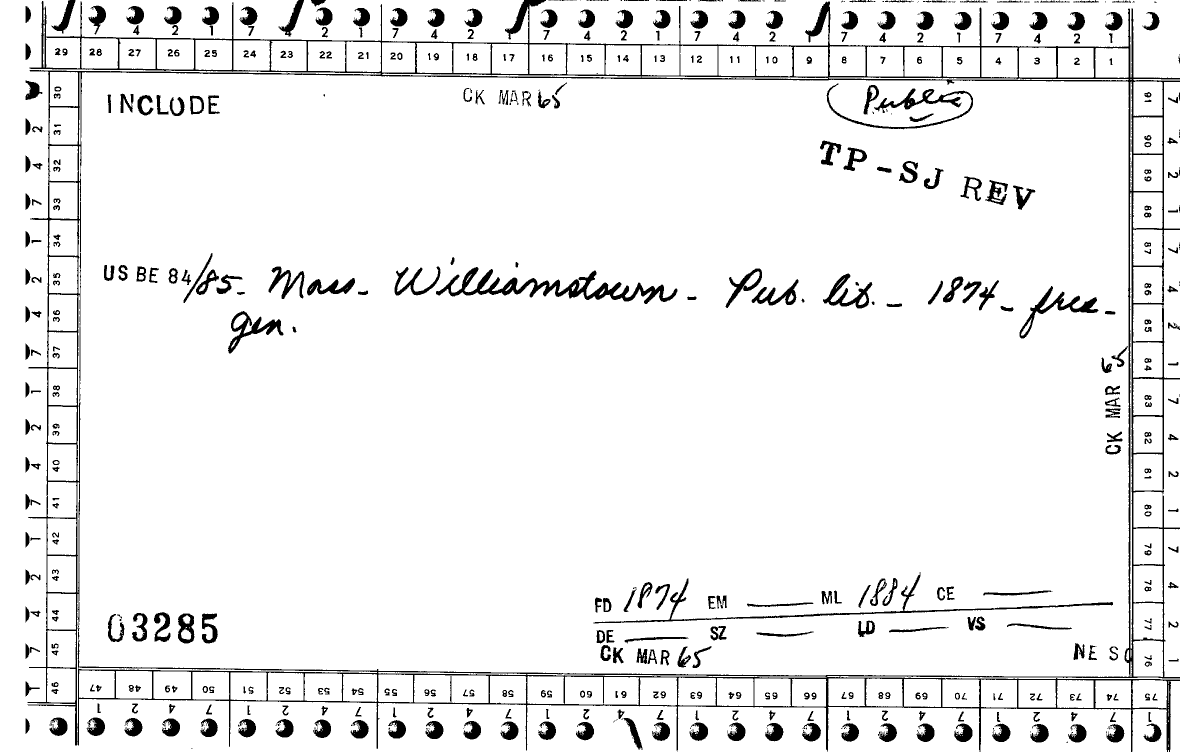 7 4 2 1 7 4 2 1 7 4 2 1 7 4 2 1 7 4 2 1 7 4 2 1 7 4 2 1
29 28 27 26 25 24 23 22 21 20 19 18 17 16 15 14 13 12 11 10 9 8 7 6 5 4 3 2 1
INCLUDE
CK MAR 65
Public
TP-SJ REV
US BE 84/85. Mass. Williamstown - Pub. lib. - 1874 - free -
gen.
CK MAR 65
FD 1874 EM ML 1884 CE
DE SZ LD VS
CK MAR 65
03285
NE SO
30 31 32 33 34 35 36 37 38 39 40 41 42 43 44 45 46
91 90 89 88 87 86 85 84 83 82 81 80 79 78 77 76
47 48 49 50 51 52 53 54 55 56 57 58 59 60 61 62 63 64 65 66 67 68 69 70 71 72 73 74 75
1 2 4 7 1 2 4 7 1 2 4 7 1 2 4 7 1 2 4 7 1 2 4 7 1 2 4 7 1